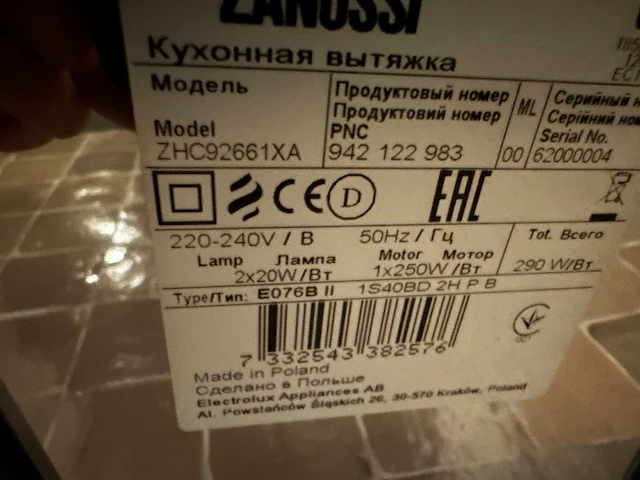 ZANUSSI
Кухонная вытяжка
Модель
Model
ZHC92661XA
Продуктовый номер
Продуктовий номер
PNC
942 122 983
ML
00
Серийный
Серійний
Serial No.
62000004
CE D EAC
220-240V / В 50Hz / Гц
Lamp Лампа Motor Мотор
2x20W/Вт 1x250W/Вт
Tot. Всего
290 W/Вт
Type/Тип: E076B II 1S40BD 2H P B
7 332543 382576
Made in Poland
Сделано в Польше
Electrolux Appliances AB
Al. Powstańców Śląskich 26, 30-570 Kraków, Poland